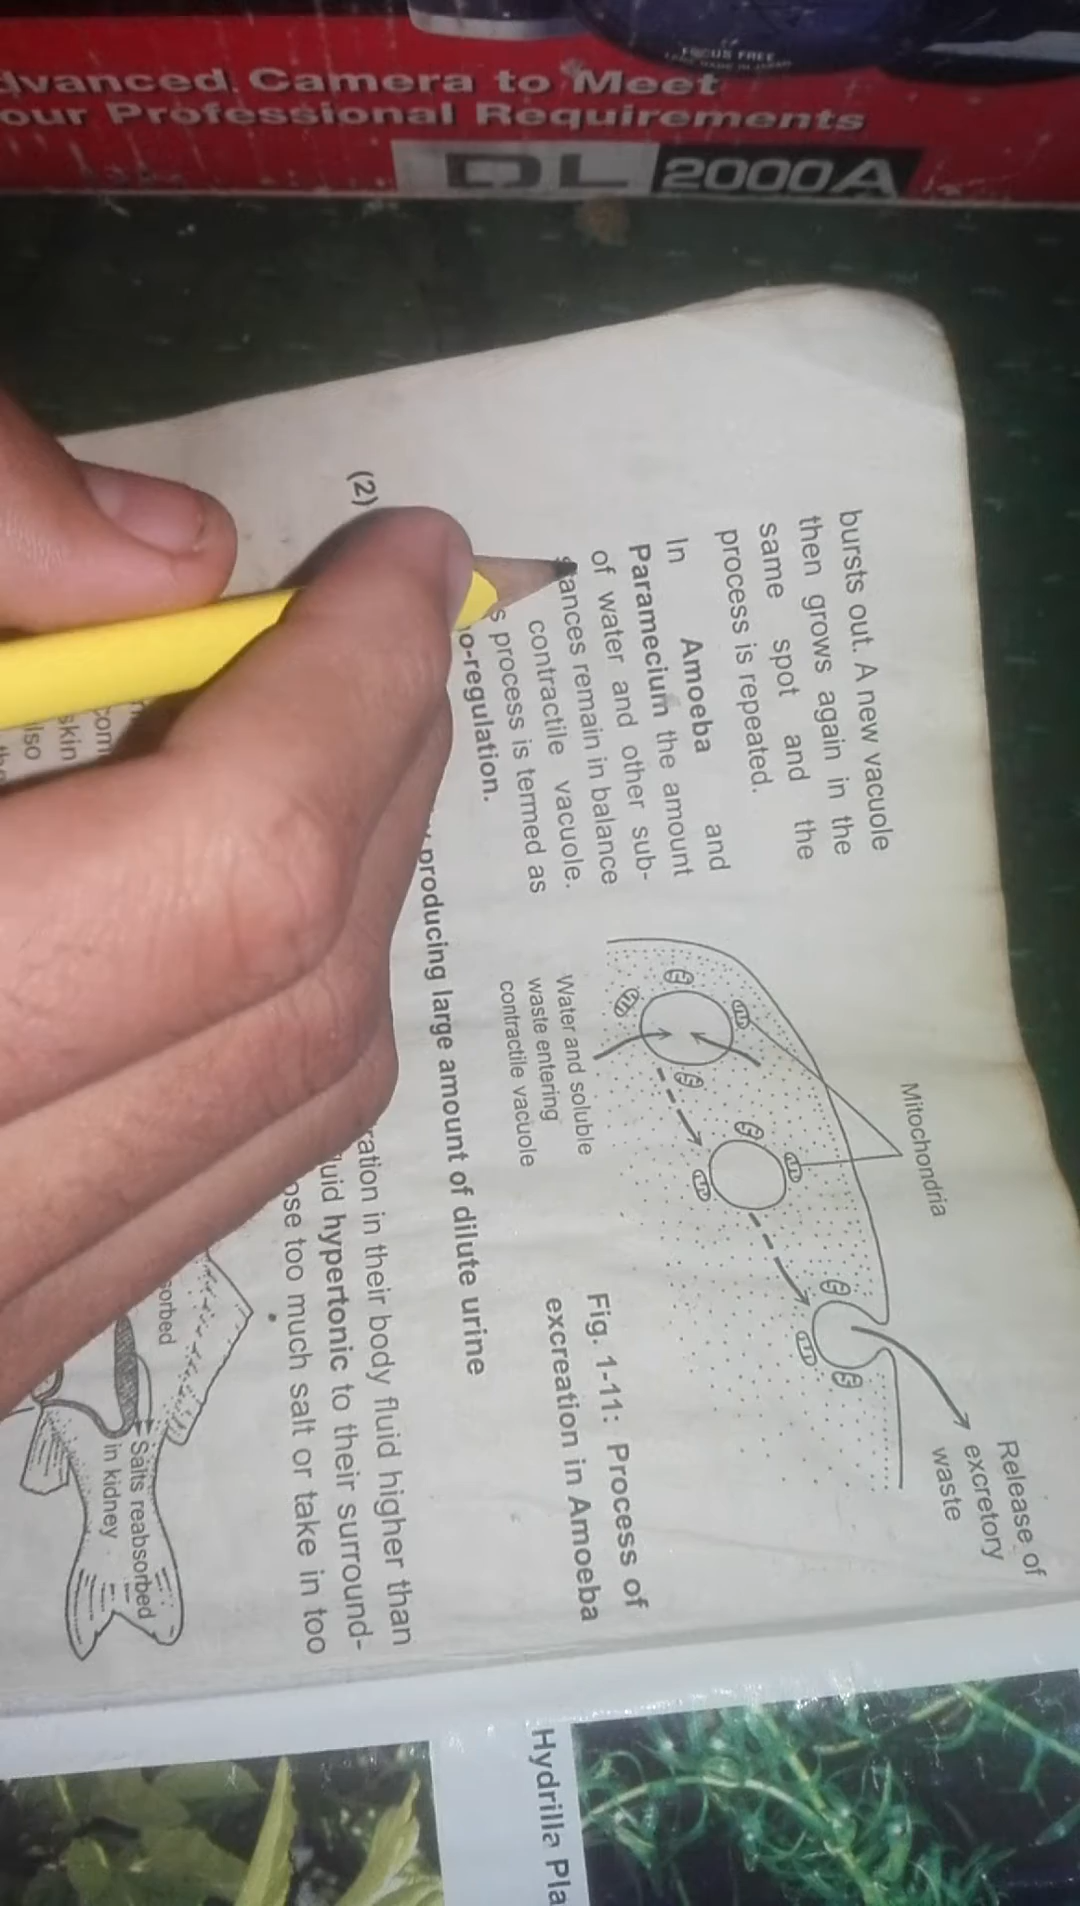 FOCUS FREE
dvanced Camera to Meet
our Professional Requirements
DL 2000A
bursts out. A new vacuole
then grows again in the
same spot and the
process is repeated.
In Amoeba and
Paramecium the amount
of water and other sub-
ances remain in balance
contractile vacuole.
s process is termed as
o-regulation.
Mitochondria
Release of
excretory
waste
Water and soluble
waste entering
contractile vacuole
Fig. 1-11: Process of
excreation in Amoeba
(2)
producing large amount of dilute urine
ration in their body fluid higher than
uid hypertonic to their surround-
ose too much salt or take in too
orbed
Salts reabsorbed
in kidney
com
skin
lso
Hydrilla Pla